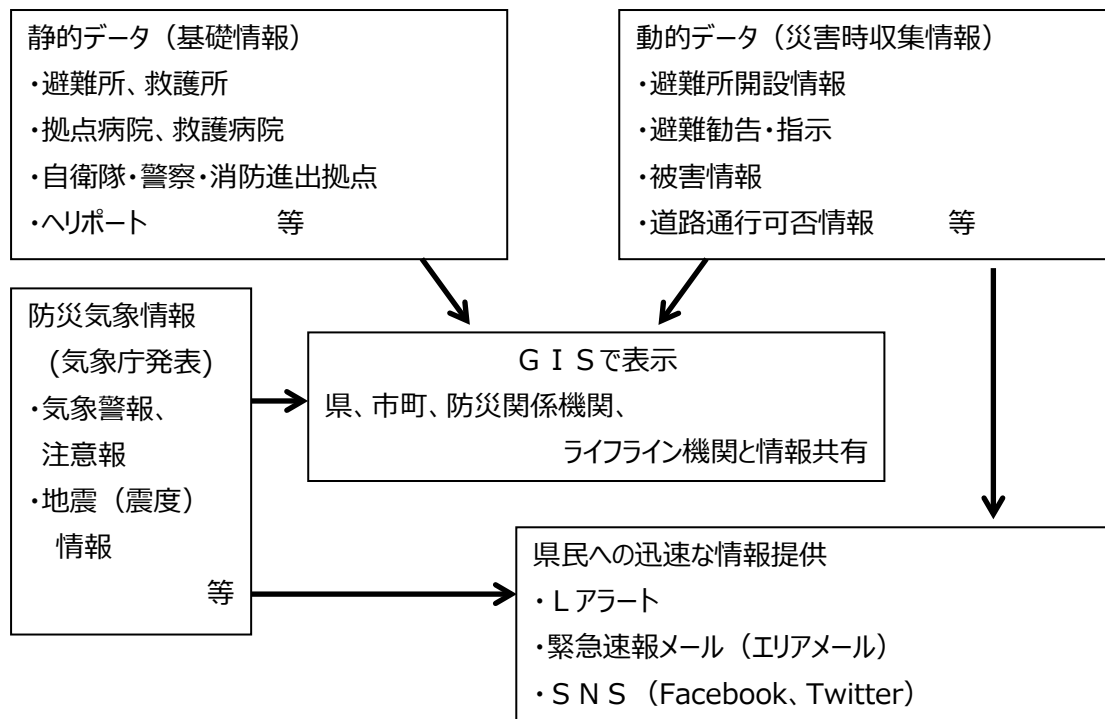 静的データ（基礎情報）
・避難所、救護所
・拠点病院、救護病院
・自衛隊・警察・消防進出拠点
・ヘリポート　　　　　等
動的データ（災害時収集情報）
・避難所開設情報
・避難勧告・指示
・被害情報
・道路通行可否情報　　　等
防災気象情報
(気象庁発表)
・気象警報、
注意報
・地震（震度）
情報
等
ＧＩＳで表示
県、市町、防災関係機関、
ライフライン機関と情報共有
県民への迅速な情報提供
・Ｌアラート
・緊急速報メール（エリアメール）
・ＳＮＳ（Facebook、Twitter）